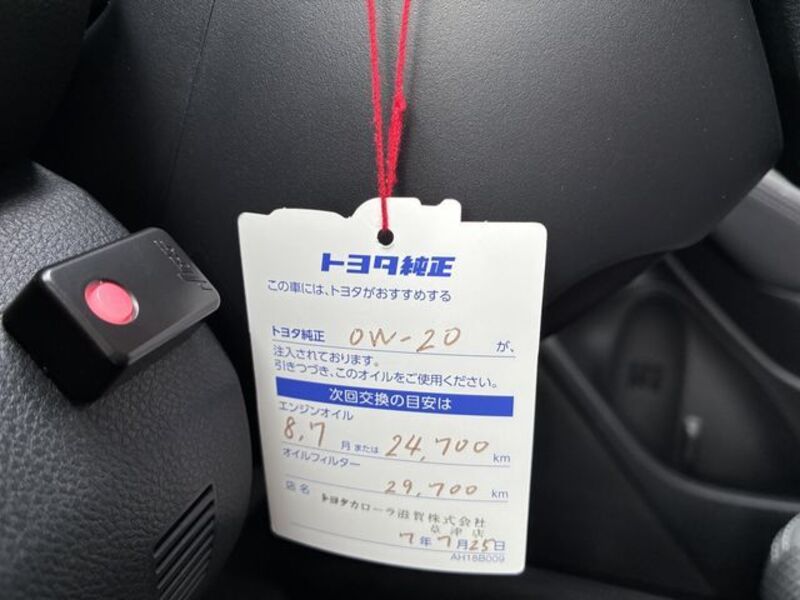 トヨタ純正
この車には、トヨタがおすすめする
トヨタ純正 0W-20 が、
注入されております。
引きつづき、このオイルをご使用ください。
次回交換の目安は
エンジンオイル
8,7 月 または 24,700 km
オイルフィルター
29,700 km
店名 トヨタカローラ滋賀株式会社
草津店
7年7月25日
AH18B009